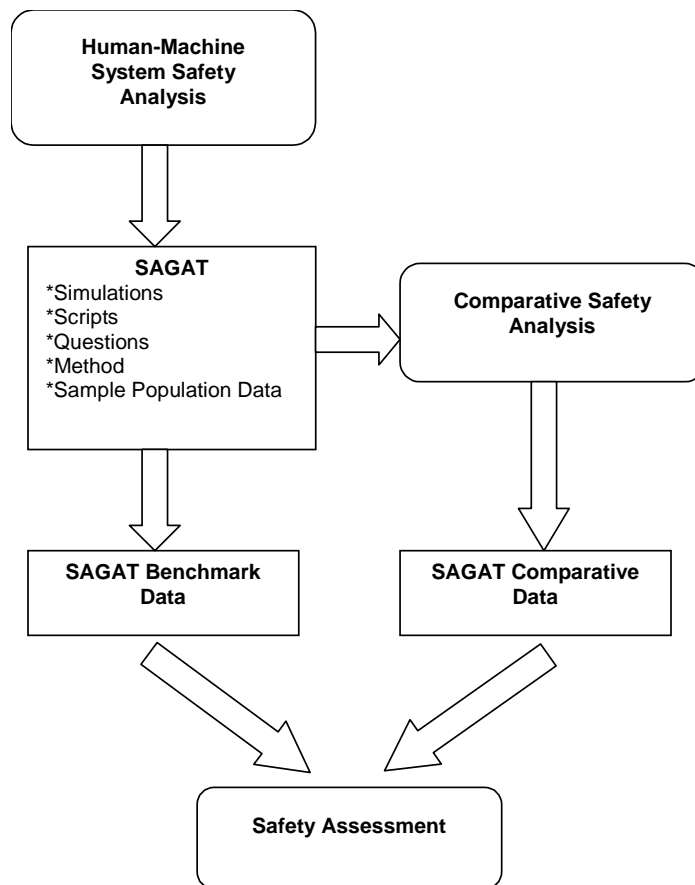 Human-Machine
System Safety
Analysis
SAGAT
*Simulations
*Scripts
*Questions
*Method
*Sample Population Data
Comparative Safety
Analysis
SAGAT Benchmark
Data
SAGAT Comparative
Data
Safety Assessment